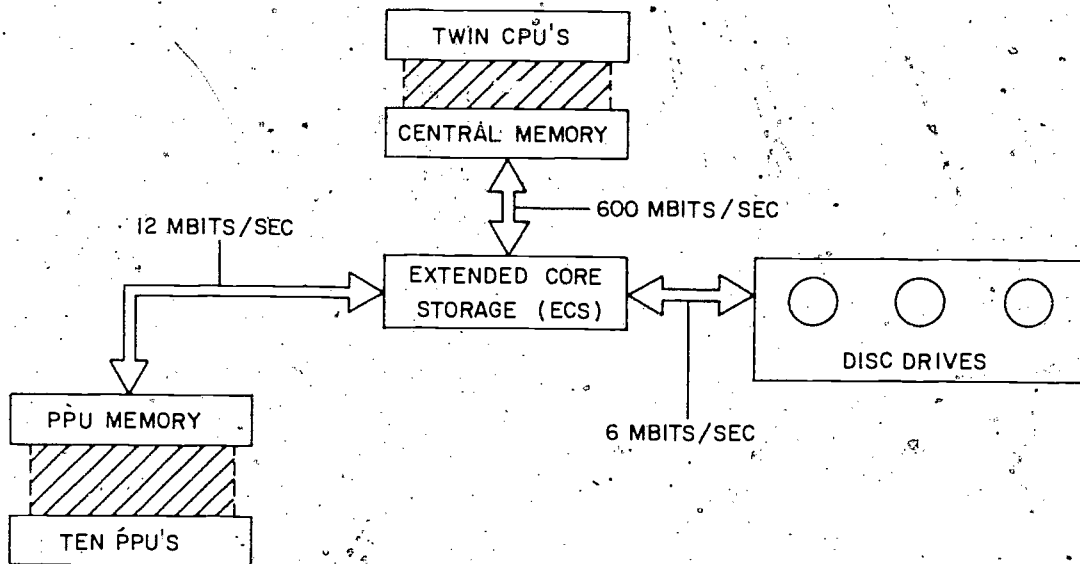 TWIN CPU'S
CENTRAL MEMORY
600 MBITS/SEC
12 MBITS/SEC
EXTENDED CORE
STORAGE (ECS)
DISC DRIVES
PPU MEMORY
6 MBITS/SEC
TEN PPU'S